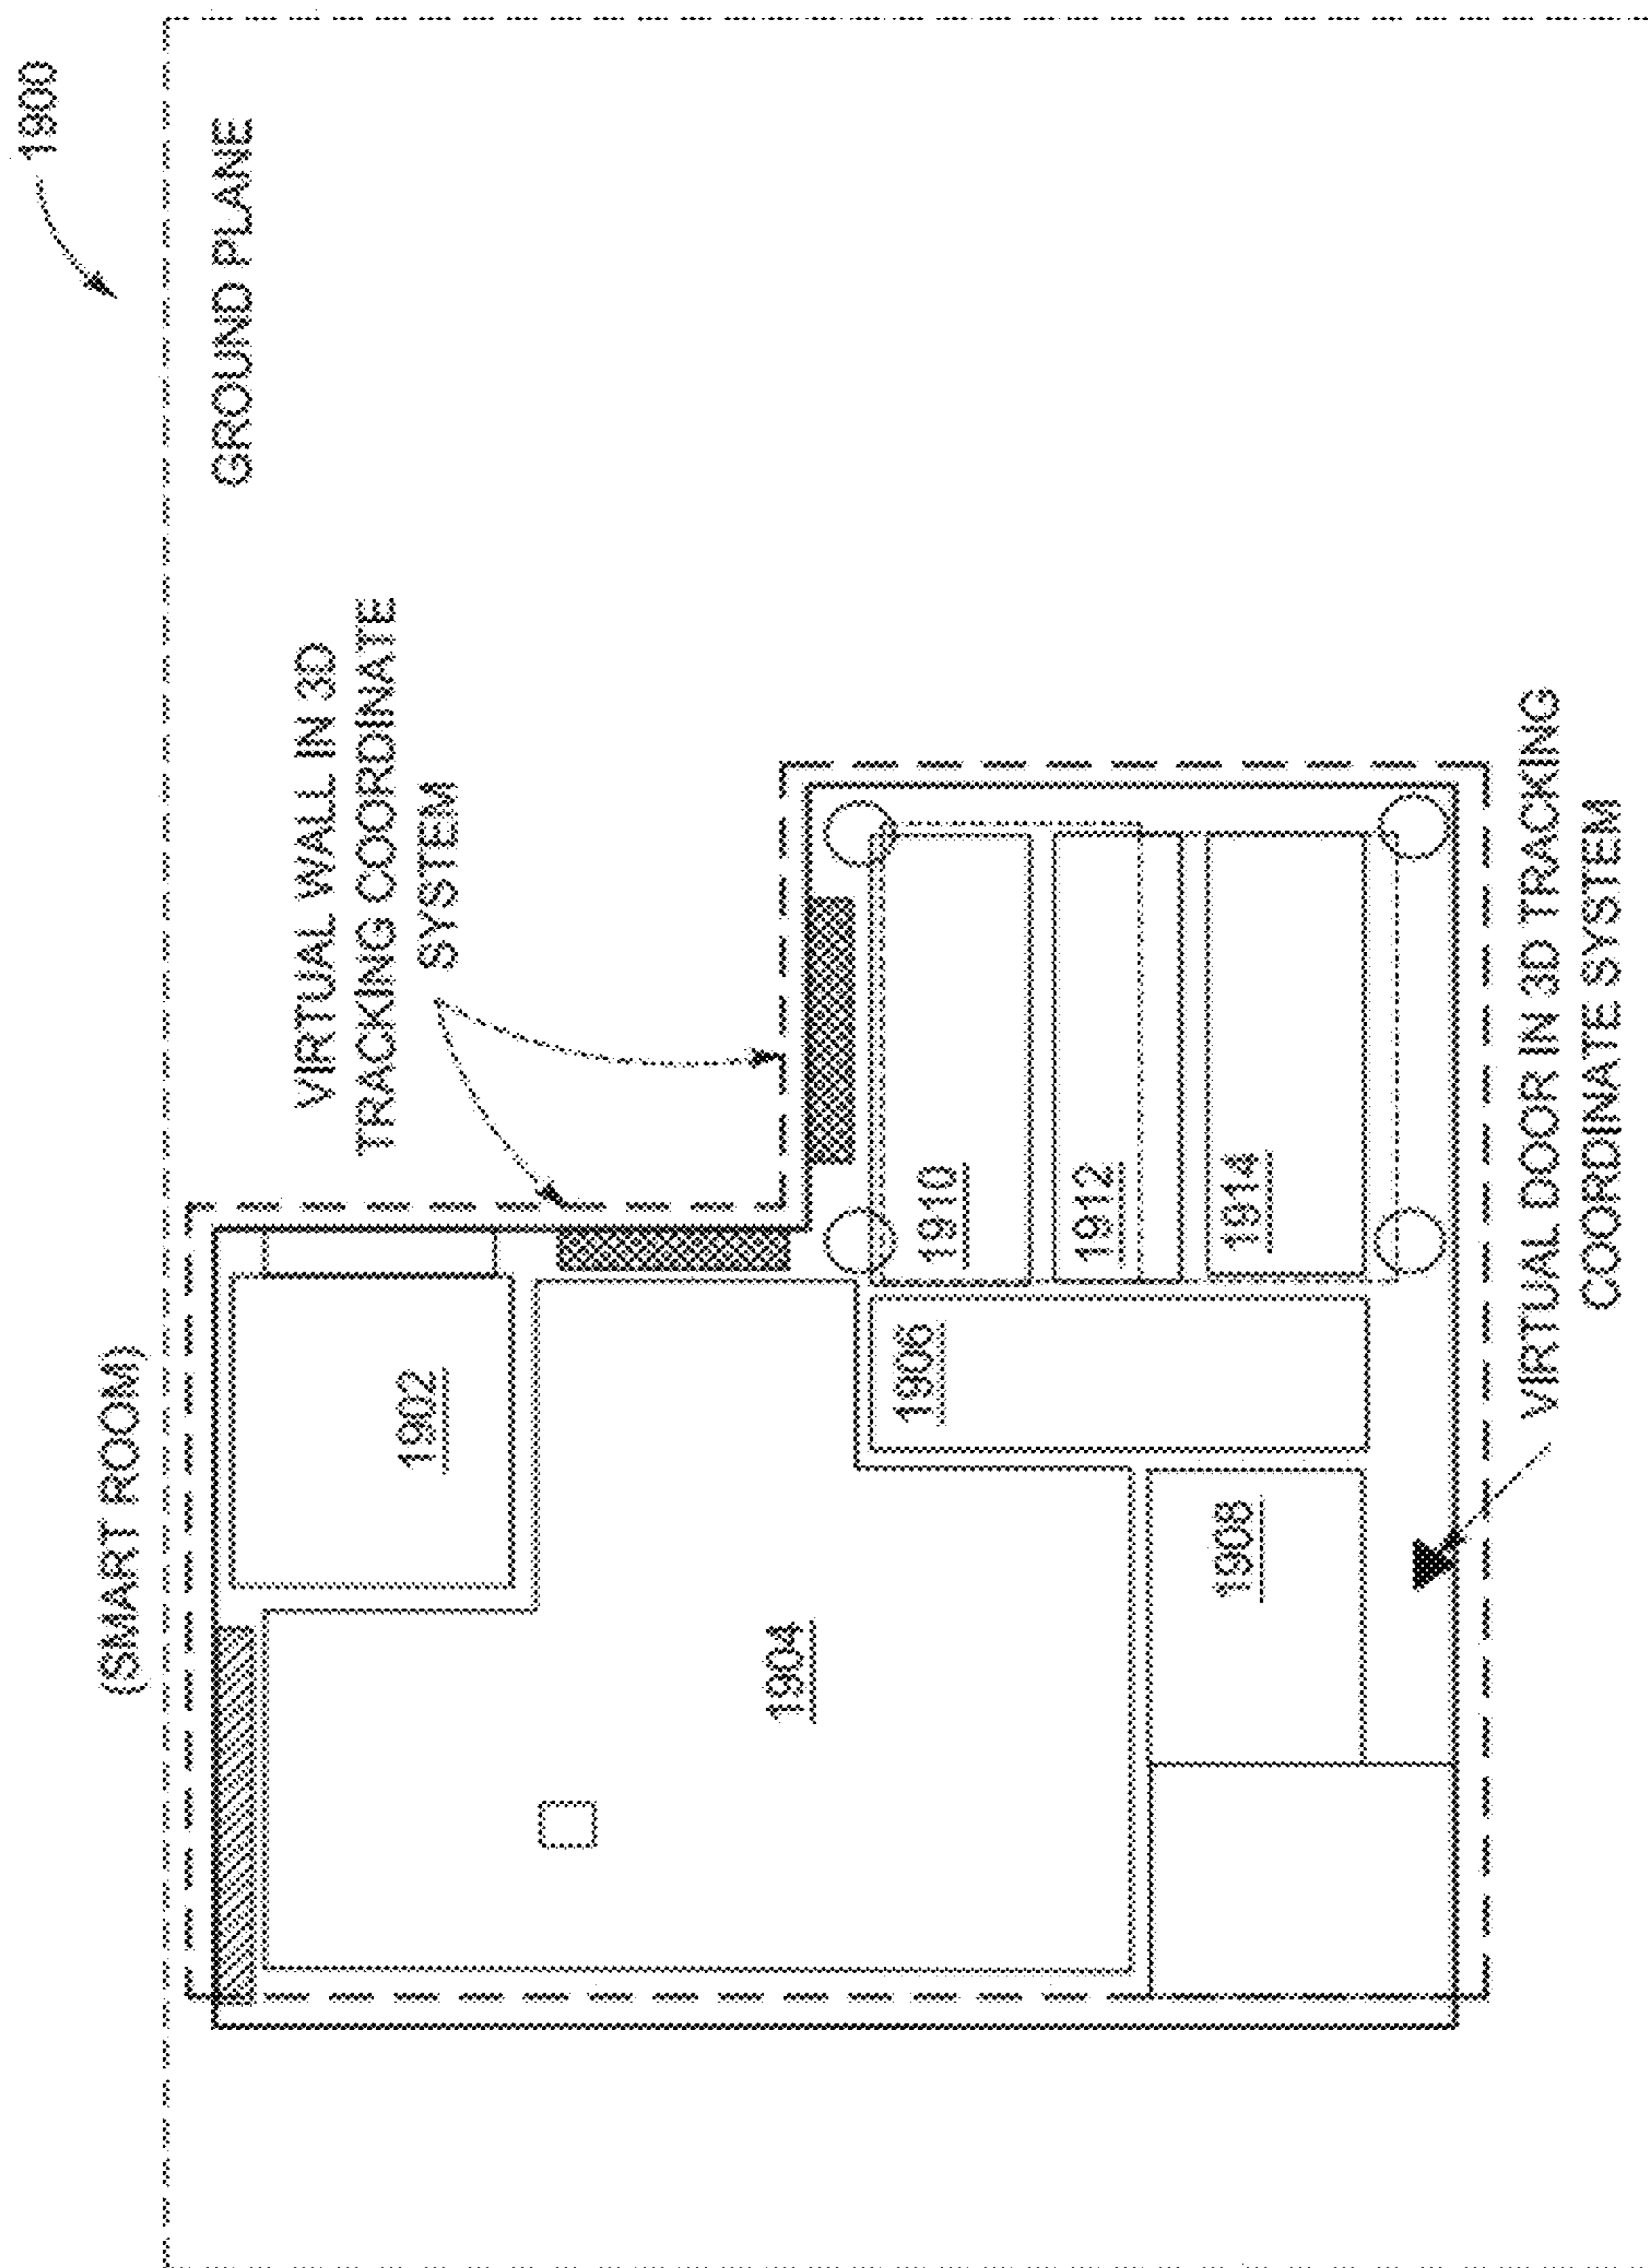 1900
(SMART ROOM)
GROUND PLANE
VIRTUAL WALL IN 3D
TRACKING COORDINATE
SYSTEM
1902
1904
1906
1908
1910
1912
1914
VIRTUAL DOOR IN 3D TRACKING
COORDINATE SYSTEM